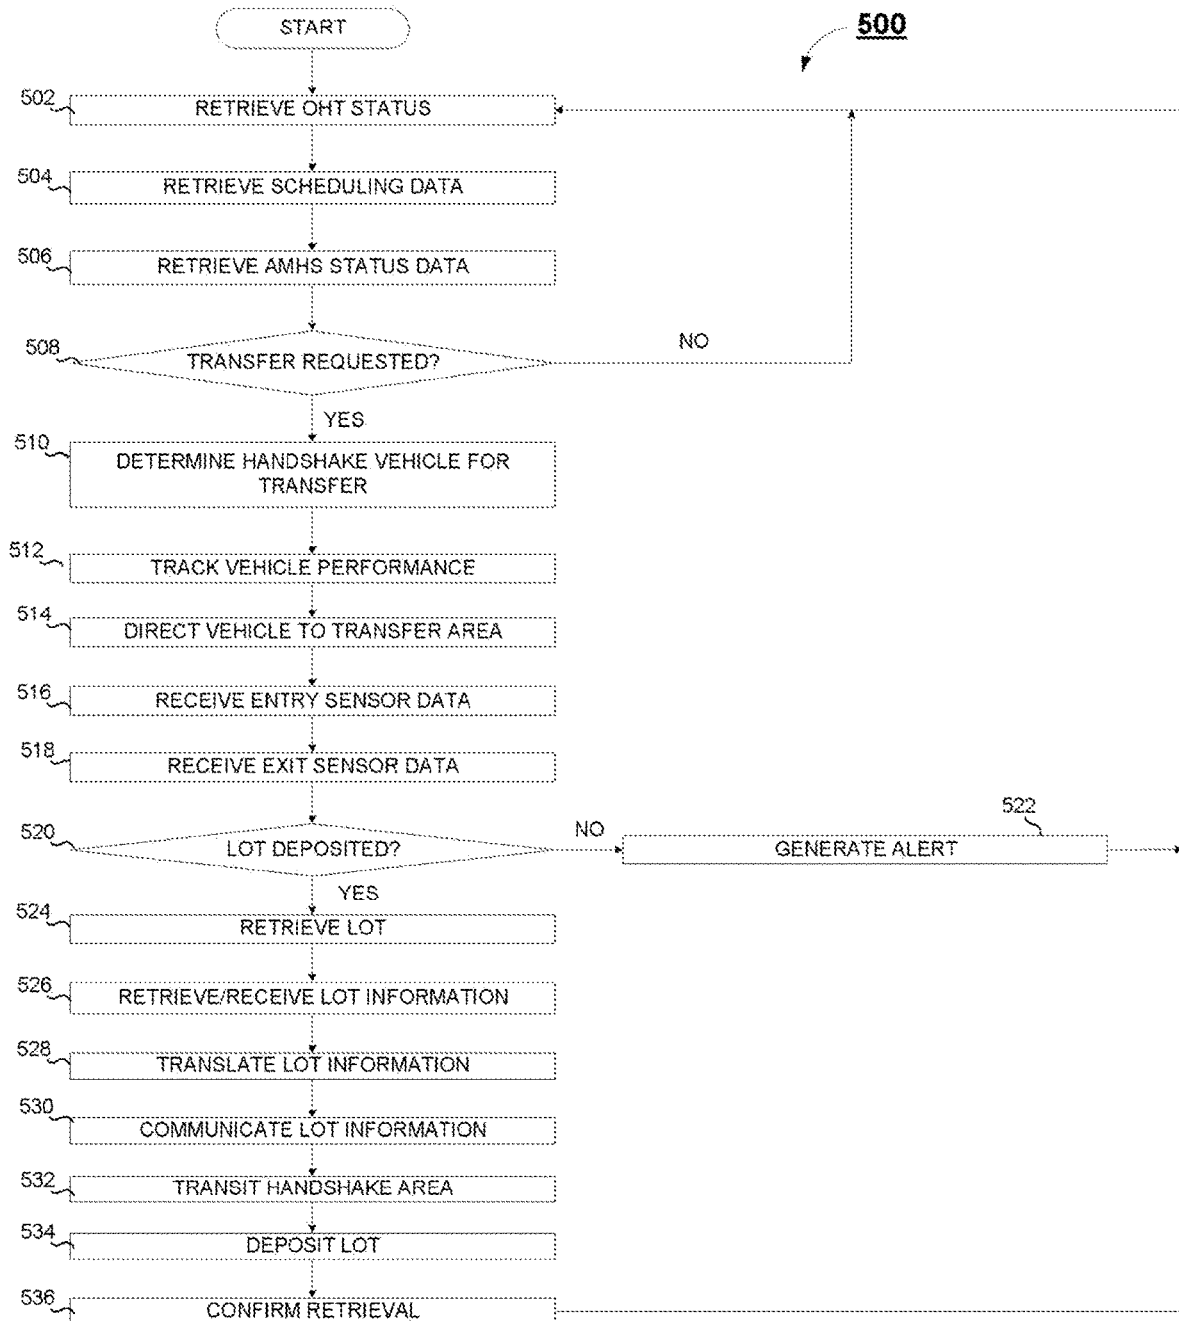 START
500
502
RETRIEVE OHT STATUS
504
RETRIEVE SCHEDULING DATA
506
RETRIEVE AMHS STATUS DATA
508
TRANSFER REQUESTED?
NO
YES
510
DETERMINE HANDSHAKE VEHICLE FOR
TRANSFER
512
TRACK VEHICLE PERFORMANCE
514
DIRECT VEHICLE TO TRANSFER AREA
516
RECEIVE ENTRY SENSOR DATA
518
RECEIVE EXIT SENSOR DATA
520
LOT DEPOSITED?
NO
522
GENERATE ALERT
YES
524
RETRIEVE LOT
526
RETRIEVE/RECEIVE LOT INFORMATION
528
TRANSLATE LOT INFORMATION
530
COMMUNICATE LOT INFORMATION
532
TRANSIT HANDSHAKE AREA
534
DEPOSIT LOT
536
CONFIRM RETRIEVAL